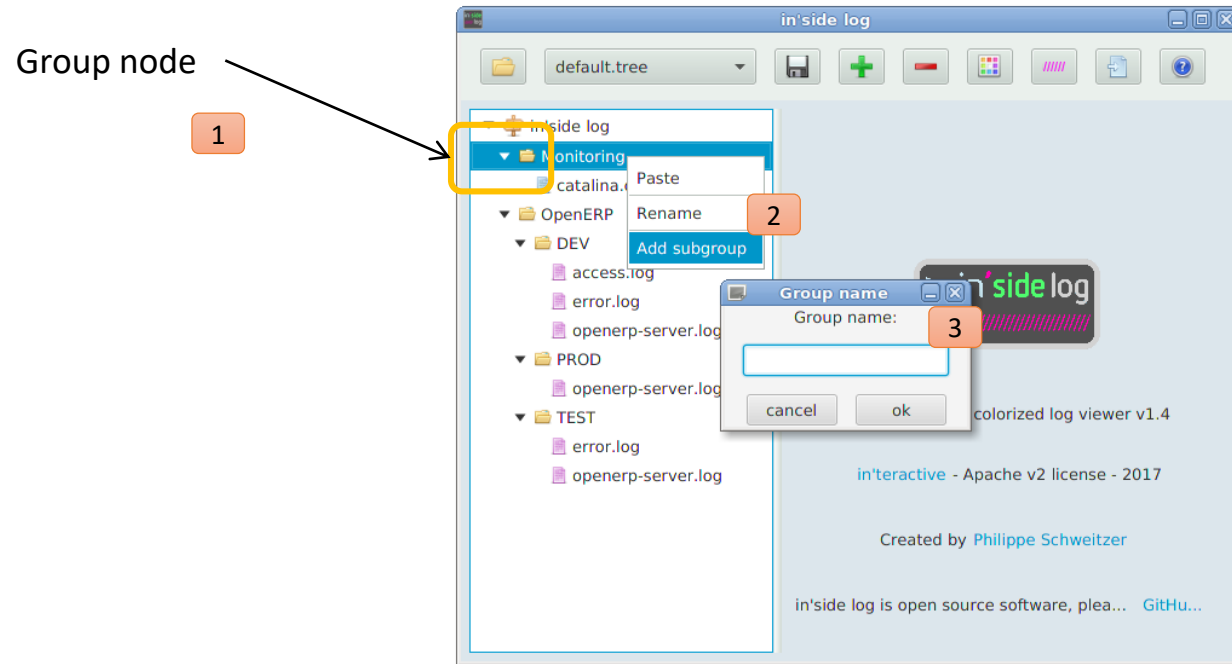 in'side log
Group node
default.tree
1
in'side log
Monitoring
catalina.
Paste
OpenERP
Rename
2
DEV
Add subgroup
access.log
error.log
Group name
in'side log
Group name:
3
openerp-server.log
PROD
openerp-server.log
cancel
ok
colorized log viewer v1.4
TEST
error.log
openerp-server.log
in'teractive - Apache v2 license - 2017
Created by Philippe Schweitzer
in'side log is open source software, plea... GitHu...